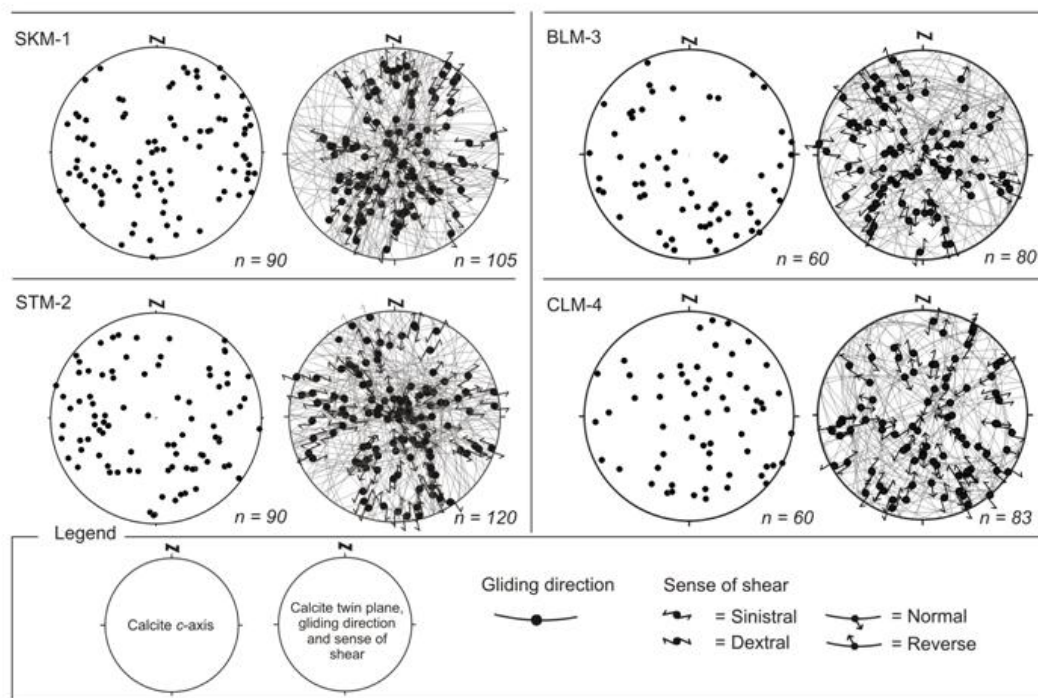 SKM-1
Z
Z
n = 90
n = 105
BLM-3
Z
Z
n = 60
n = 80
STM-2
Z
Z
n = 90
n = 120
CLM-4
Z
Z
n = 60
n = 83
Legend
Z
Calcite c-axis
Z
Calcite twin plane,
gliding direction
and sense of
shear
Gliding direction
Sense of shear
= Sinistral
= Dextral
= Normal
= Reverse